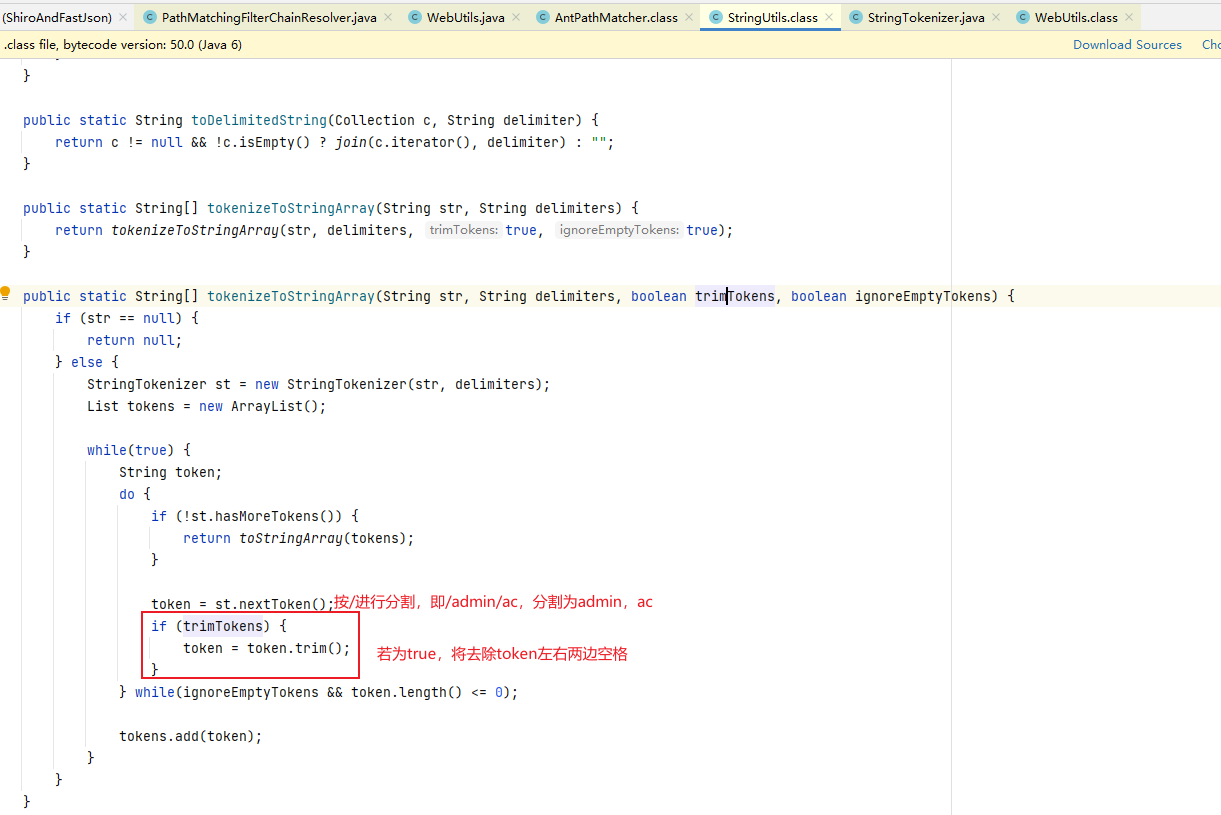 (ShiroAndFastJson) × PathMatchingFilterChainResolver.java × WebUtils.java × AntPathMatcher.class × StringUtils.class × StringTokenizer.java × WebUtils.class ×
.class file, bytecode version: 50.0 (Java 6) Download Sources Cho
}
public static String toDelimitedString(Collection c, String delimiter) {
return c != null && !c.isEmpty() ? join(c.iterator(), delimiter) : "";
}
public static String[] tokenizeToStringArray(String str, String delimiters) {
return tokenizeToStringArray(str, delimiters, trimTokens: true, ignoreEmptyTokens: true);
}
public static String[] tokenizeToStringArray(String str, String delimiters, boolean trimTokens, boolean ignoreEmptyTokens) {
if (str == null) {
return null;
} else {
StringTokenizer st = new StringTokenizer(str, delimiters);
List tokens = new ArrayList();
while(true) {
String token;
do {
if (!st.hasMoreTokens()) {
return toStringArray(tokens);
}
token = st.nextToken();按/进行分割，即/admin/ac，分割为admin，ac
if (trimTokens) {
token = token.trim();
若为true，将去除token左右两边空格
}
} while(ignoreEmptyTokens && token.length() <= 0);
tokens.add(token);
}
}
}